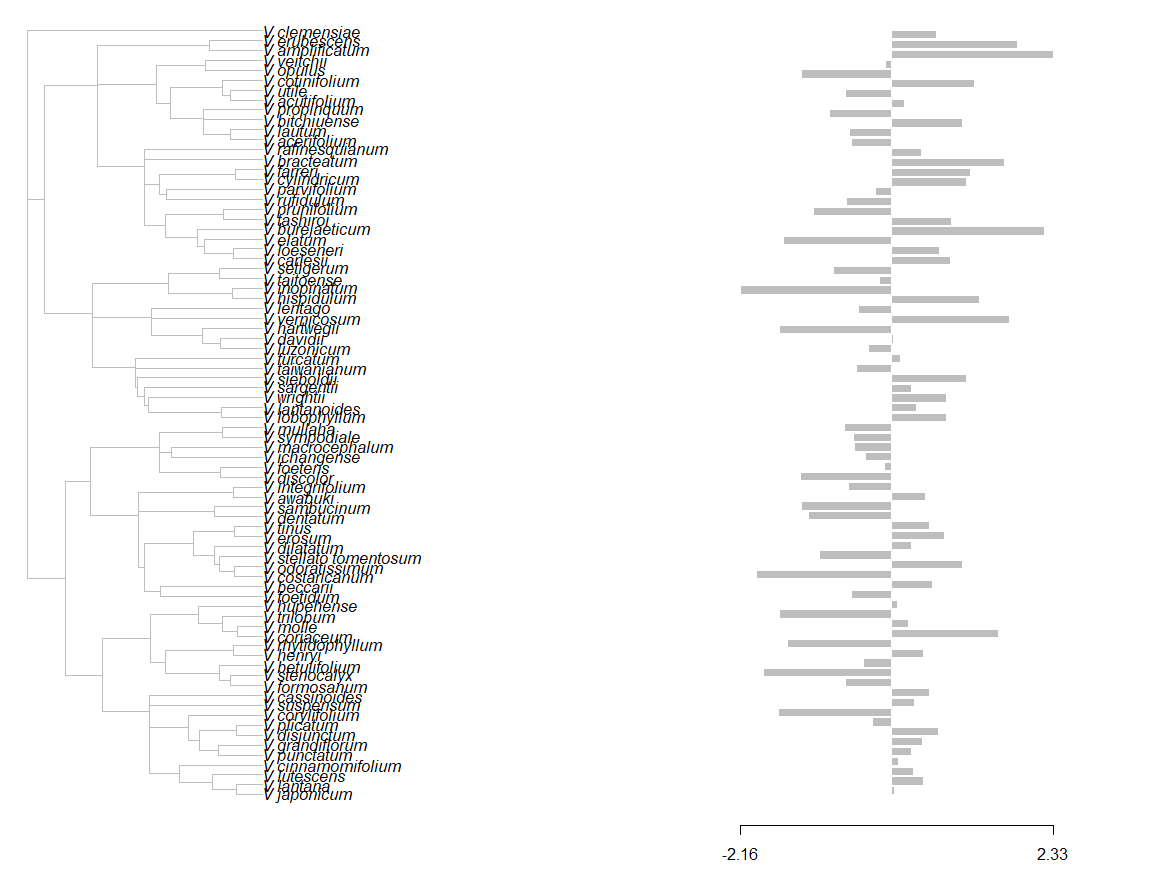 V. clemensiae
V. erubescens
V. amplificatum
V. veitchii
V. opulus
V. cotinifolium
V. utile
V. acutifolium
V. propinquum
V. bitchiuense
V. lautum
V. acerifolium
V. rafinesquianum
V. bracteatum
V. farreri
V. cylindricum
V. parvifolium
V. rufidulum
V. prunifolium
V. tashiroi
V. burejaeticum
V. elatum
V. loeseneri
V. carlesii
V. setigerum
V. taitoense
V. inopinatum
V. hispidulum
V. lentago
V. vernicosum
V. hartwegii
V. davidii
V. luzonicum
V. furcatum
V. taiwanianum
V. sieboldii
V. sargentii
V. wrightii
V. lantanoides
V. lobophyllum
V. mullaha
V. sympodiale
V. macrocephalum
V. ichangense
V. foetens
V. discolor
V. integrifolium
V. awabuki
V. sambucinum
V. dentatum
V. tinus
V. erosum
V. dilatatum
V. stellato tomentosum
V. odoratissimum
V. costaricanum
V. beccarii
V. foetidum
V. hupehense
V. trilobum
V. molle
V. coriaceum
V. rhytidophyllum
V. henryi
V. betulifolium
V. stenocalyx
V. formosanum
V. cassinoides
V. suspensum
V. corylifolium
V. plicatum
V. disjunctum
V. grandiflorum
V. punctatum
V. cinnamomifolium
V. lutescens
V. lantana
V. japonicum
-2.16 2.33